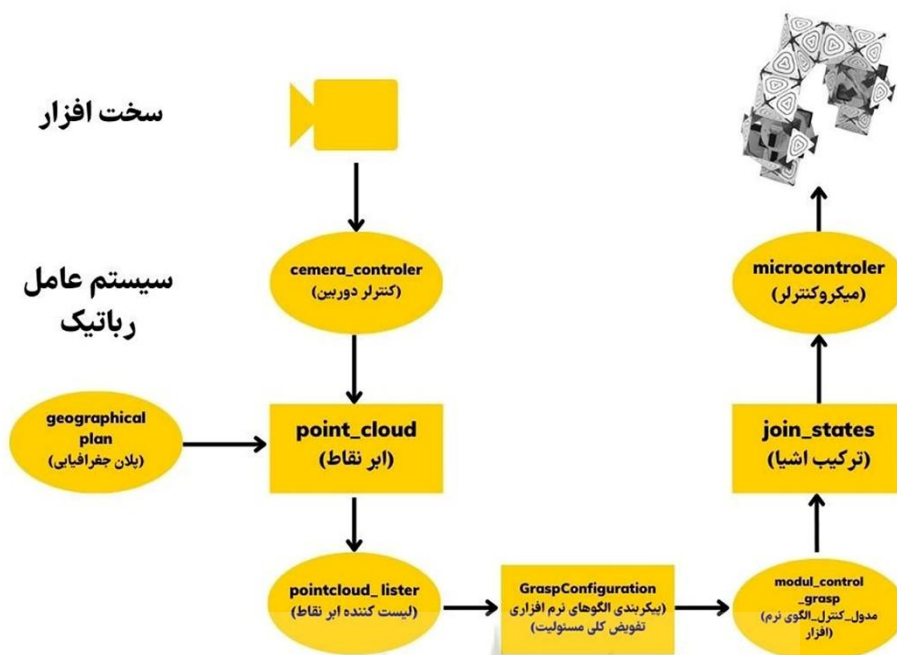 سخت افزار
cemera_controler
(کنترلر دوربین)
microcontroler
(میکروکنترلر)
سیستم عامل
رباتیک
geographical
plan
(پلان جغرافیایی)
point_cloud
(ابر نقاط)
join_states
(ترکیب اشیا)
pointcloud_lister
(لیست کننده ابر نقاط)
GraspConfiguration
(پیکربندی الگوهای نرم افزاری
تفویض کلی مسئولیت)
modul_control
_grasp
(مدول_کنترل_الگوی نرم
افزار)